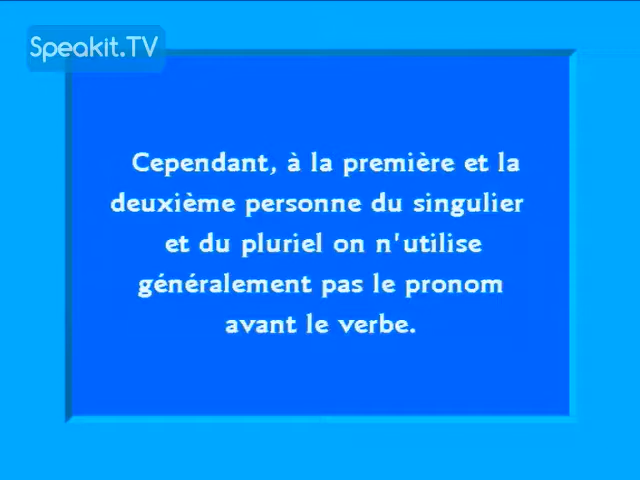 Speakit.TV
Cependant, à la première et la
deuxième personne du singulier
et du pluriel on n'utilise
généralement pas le pronom
avant le verbe.